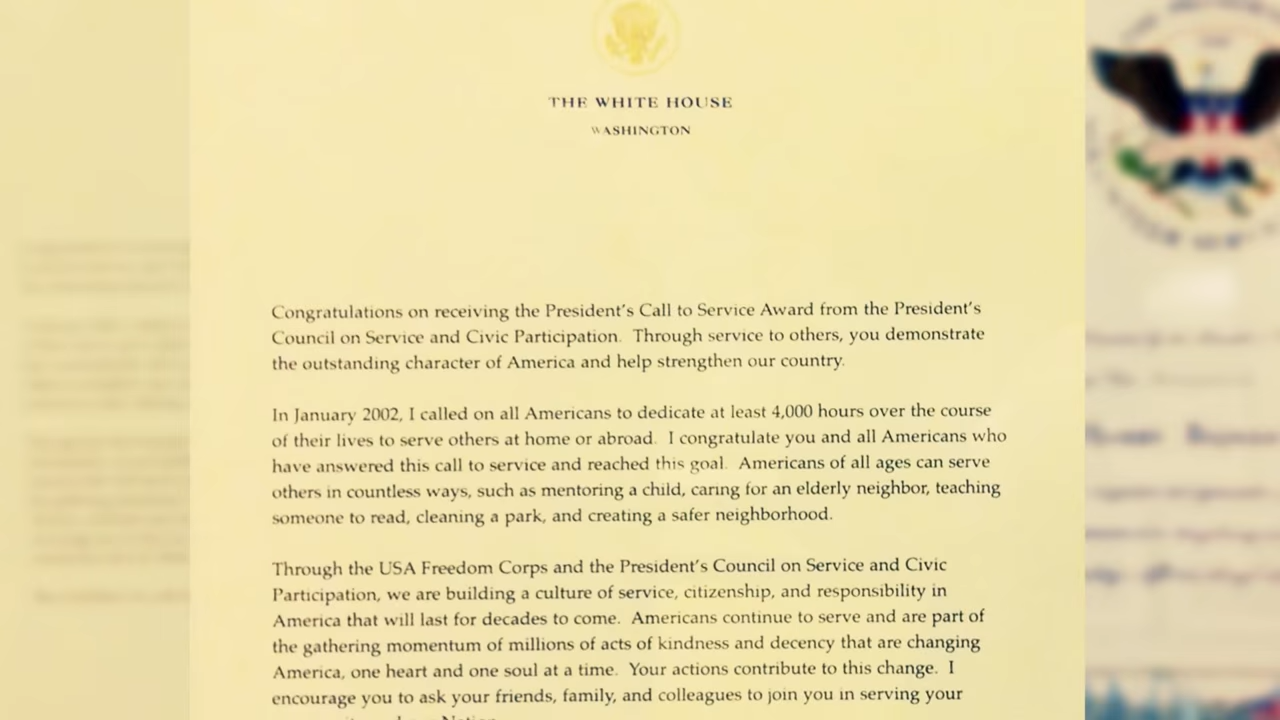 THE WHITE HOUSE
WASHINGTON
Congratulations on receiving the President's Call to Service Award from the President's
Council on Service and Civic Participation. Through service to others, you demonstrate
the outstanding character of America and help strengthen our country.
In January 2002, I called on all Americans to dedicate at least 4,000 hours over the course
of their lives to serve others at home or abroad. I congratulate you and all Americans who
have answered this call to service and reached this goal. Americans of all ages can serve
others in countless ways, such as mentoring a child, caring for an elderly neighbor, teaching
someone to read, cleaning a park, and creating a safer neighborhood.
Through the USA Freedom Corps and the President's Council on Service and Civic
Participation, we are building a culture of service, citizenship, and responsibility in
America that will last for decades to come. Americans continue to serve and are part of
the gathering momentum of millions of acts of kindness and decency that are changing
America, one heart and one soul at a time. Your actions contribute to this change. I
encourage you to ask your friends, family, and colleagues to join you in serving your